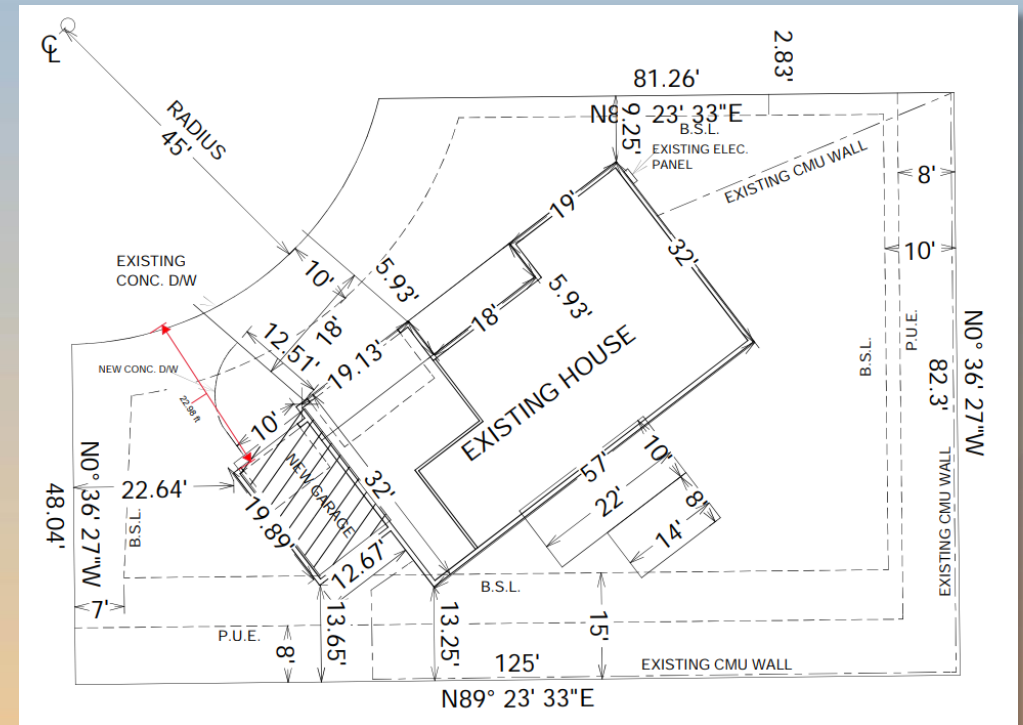 ℄
RADIUS
45'
81.26'
2.83'
N8 23' 33"E
9.25'
B.S.L.
EXISTING ELEC.
PANEL
EXISTING CMU WALL
8'
10'
19'
32'
5.93'
18'
EXISTING HOUSE
EXISTING
CONC. D/W
10'
5.93'
18'
12.51'
19.13'
NEW CONC. D/W
22.98 ft
10'
NEW GARAGE
32'
19.89'
12.67'
22.64'
N0° 36' 27"W
48.04'
B.S.L.
7'
P.U.E.
8'
13.65'
13.25'
57'
10"
22'
8'
14'
B.S.L.
15'
B.S.L.
P.U.E.
N0° 36' 27"W
82.3'
EXISTING CMU WALL
125'
EXISTING CMU WALL
N89° 23' 33"E